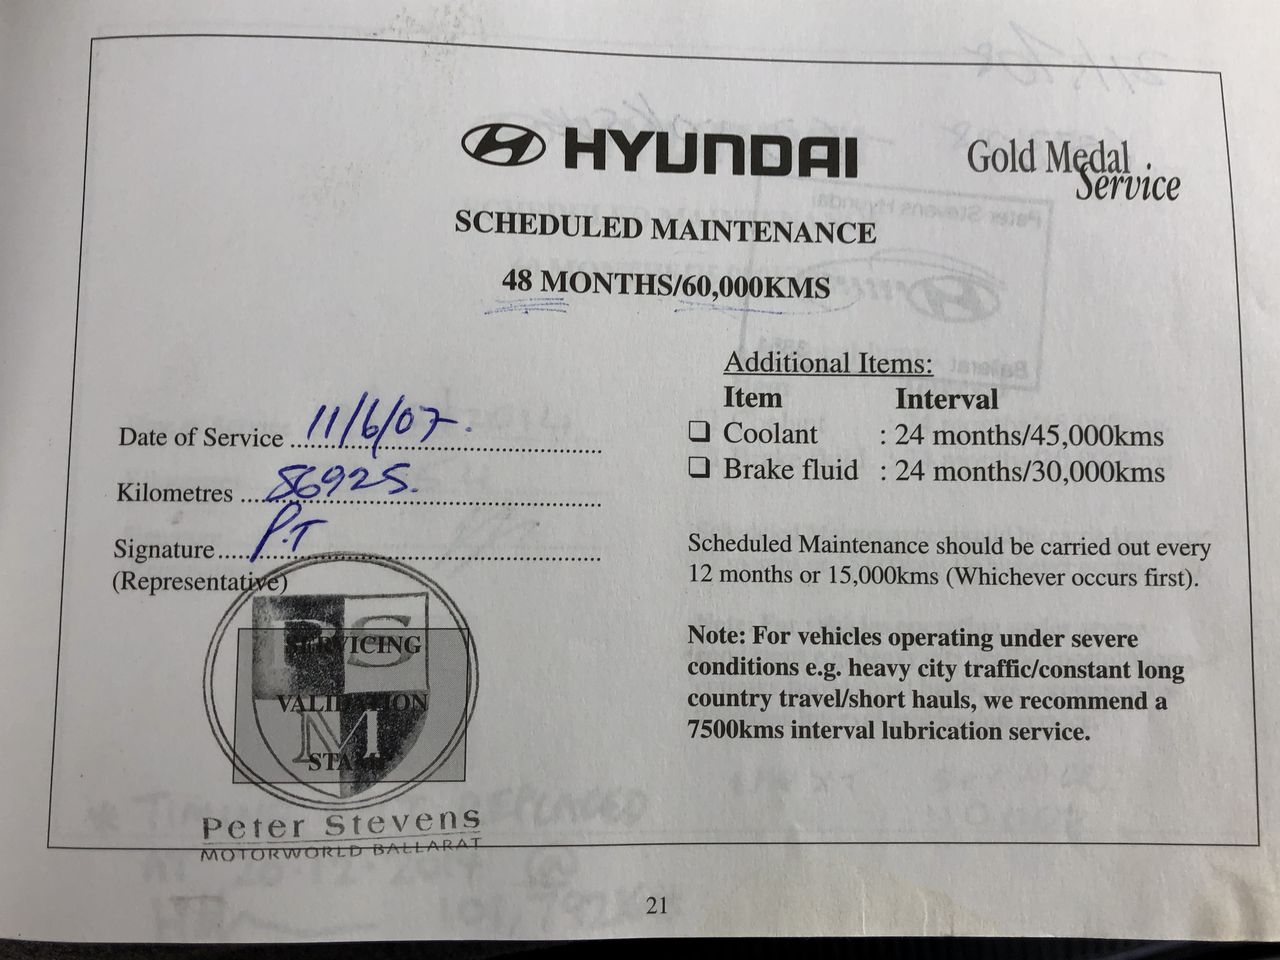 HYUNDAI
Gold Medal
Service
SCHEDULED MAINTENANCE
48 MONTHS/60,000KMS
Date of Service 11/6/07.
Kilometres 56925.
Signature P.T
(Representative)
PS
M
SERVICING
VALIDATION
STAMP
Peter Stevens
MOTORWORLD BALLARAT
Additional Items:
Item Interval
Coolant : 24 months/45,000kms
Brake fluid : 24 months/30,000kms
Scheduled Maintenance should be carried out every
12 months or 15,000kms (Whichever occurs first).
Note: For vehicles operating under severe
conditions e.g. heavy city traffic/constant long
country travel/short hauls, we recommend a
7500kms interval lubrication service.
21